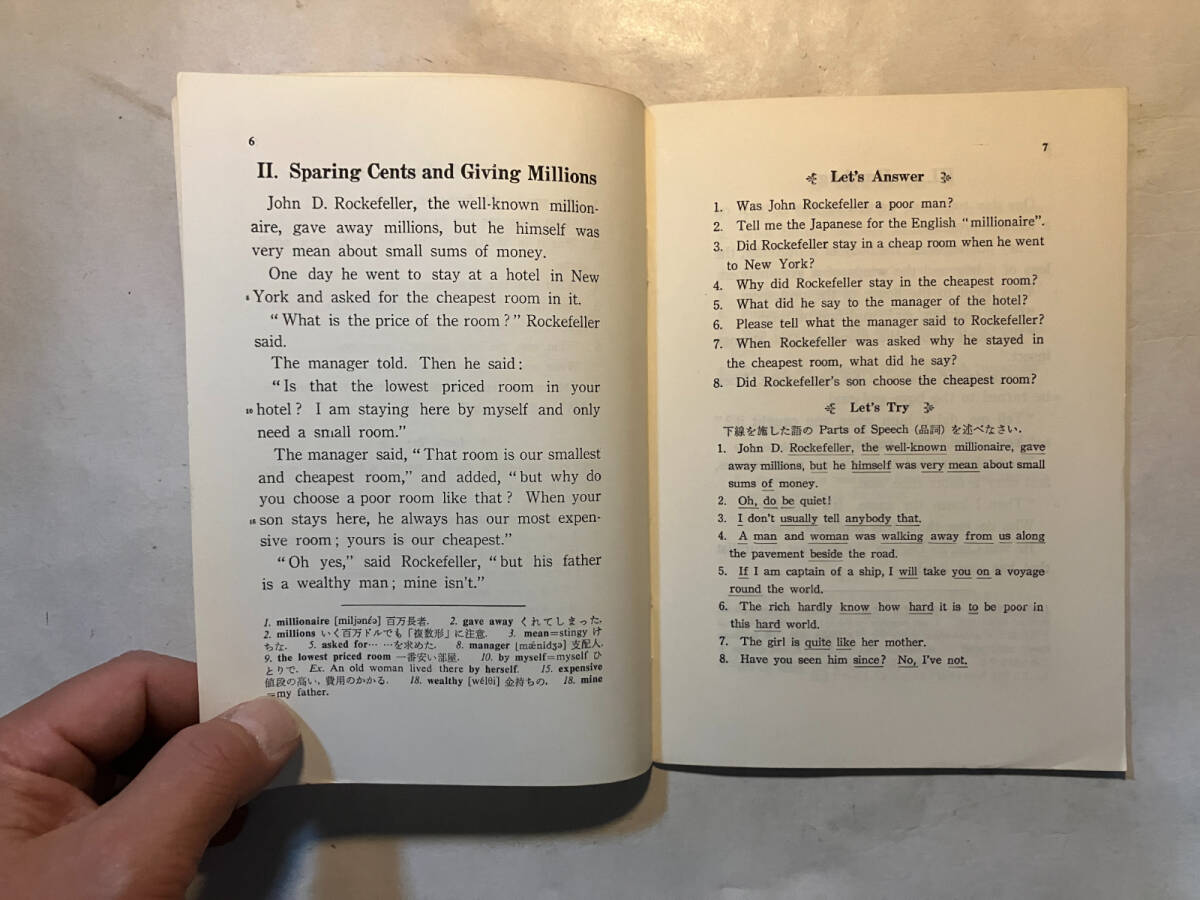 6
II. Sparing Cents and Giving Millions
John D. Rockefeller, the well-known million-
aire, gave away millions, but he himself was
very mean about small sums of money.
One day he went to stay at a hotel in New
5 York and asked for the cheapest room in it.
“What is the price of the room?” Rockefeller
said.
The manager told. Then he said:
“Is that the lowest priced room in your
10 hotel? I am staying here by myself and only
need a small room.”
The manager said, “That room is our smallest
and cheapest room,” and added, “but why do
you choose a poor room like that? When your
15 son stays here, he always has our most expen-
sive room; yours is our cheapest.”
“Oh yes,” said Rockefeller, “but his father
is a wealthy man; mine isn't.”
1. millionaire [miljənέə] 百万長者. 2. gave away くれてしまった.
2. millions いく百万ドルでも「複数形」に注意. 3. mean=stingy け
ちな. 5. asked for… …を求めた. 8. manager [mǽnidʒə] 支配人.
9. the lowest priced room 一番安い部屋. 10. by myself=myself ひ
とりで. Ex. An old woman lived there by herself. 15. expensive
値段の高い, 費用のかかる. 18. wealthy [wélθi] 金持ちの. 18. mine
=my father.
7
Let's Answer
1. Was John Rockefeller a poor man?
2. Tell me the Japanese for the English “millionaire”.
3. Did Rockefeller stay in a cheap room when he went
to New York?
4. Why did Rockefeller stay in the cheapest room?
5. What did he say to the manager of the hotel?
6. Please tell what the manager said to Rockefeller?
7. When Rockefeller was asked why he stayed in
the cheapest room, what did he say?
8. Did Rockefeller's son choose the cheapest room?
Let's Try
下線を施した語の Parts of Speech (品詞) を述べなさい.
1. John D. Rockefeller, the well-known millionaire, gave
away millions, but he himself was very mean about small
sums of money.
2. Oh, do be quiet!
3. I don't usually tell anybody that.
4. A man and woman was walking away from us along
the pavement beside the road.
5. If I am captain of a ship, I will take you on a voyage
round the world.
6. The rich hardly know how hard it is to be poor in
this hard world.
7. The girl is quite like her mother.
8. Have you seen him since? No, I've not.